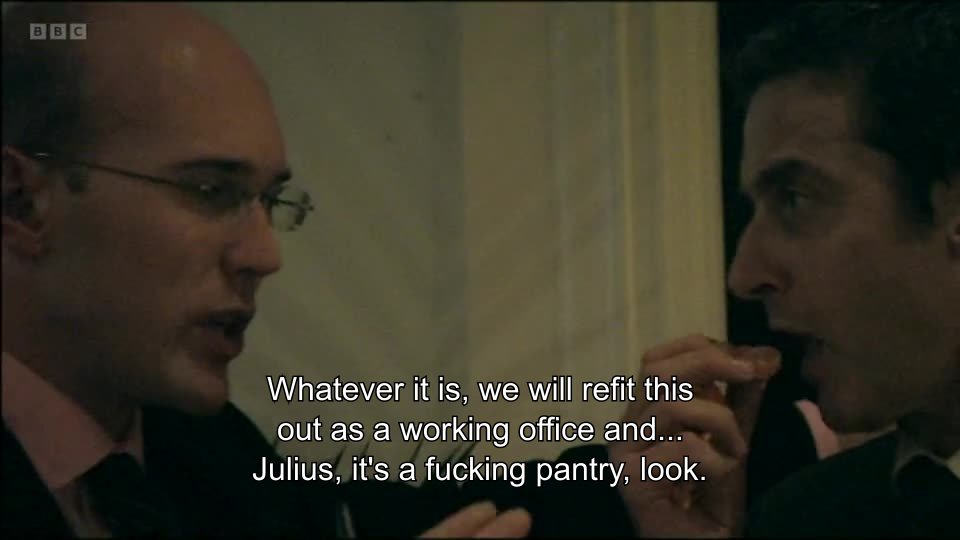 BBC
Whatever it is, we will refit this
out as a working office and...
Julius, it's a fucking pantry, look.